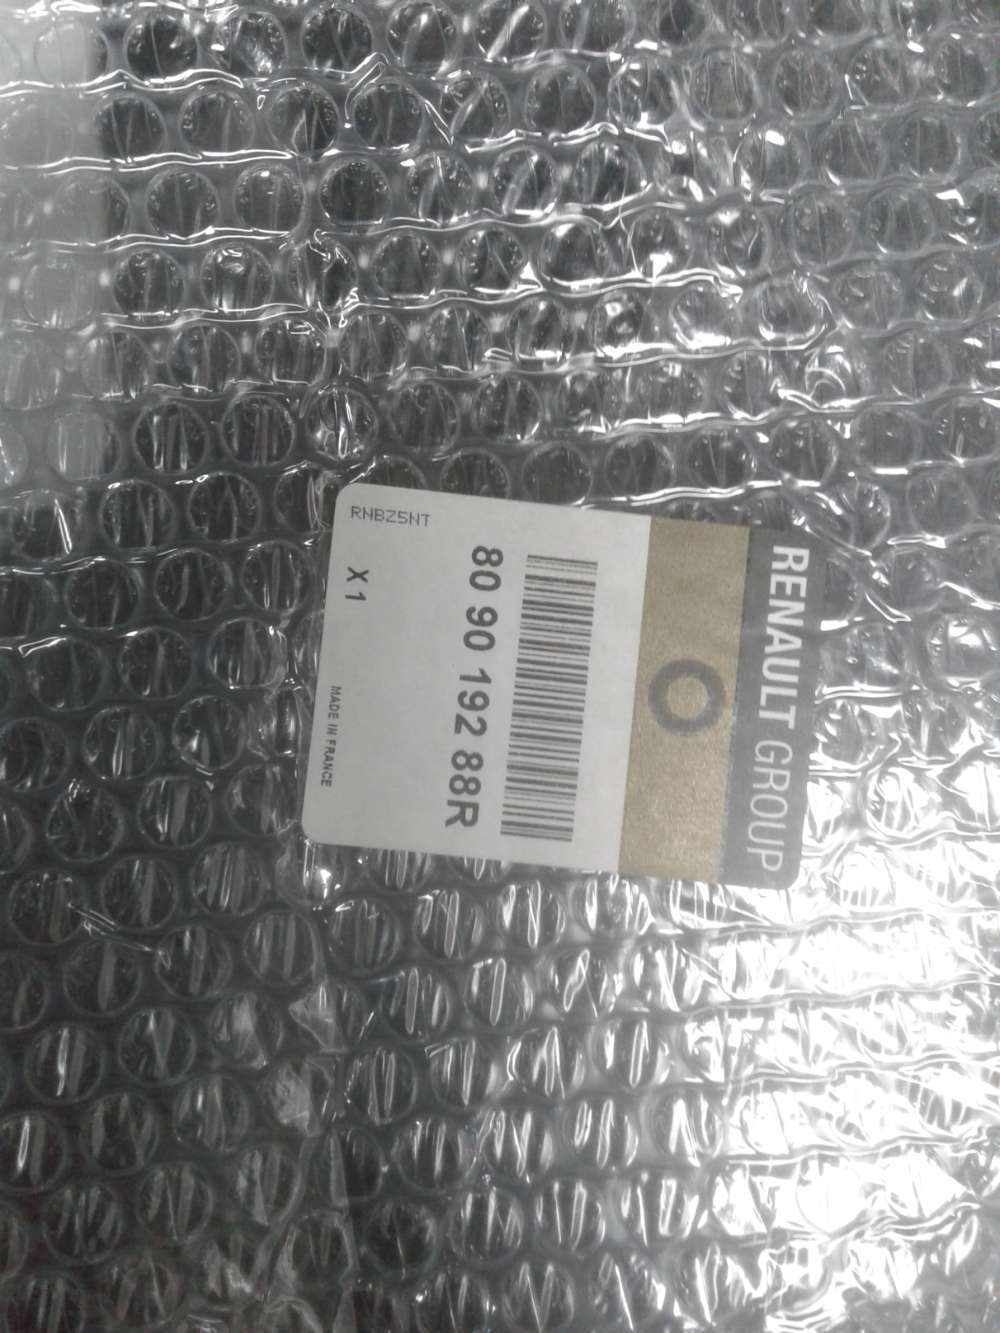 RENAULT GROUP
80 90 192 88R
RNBZ5NT
X 1
MADE IN FRANCE